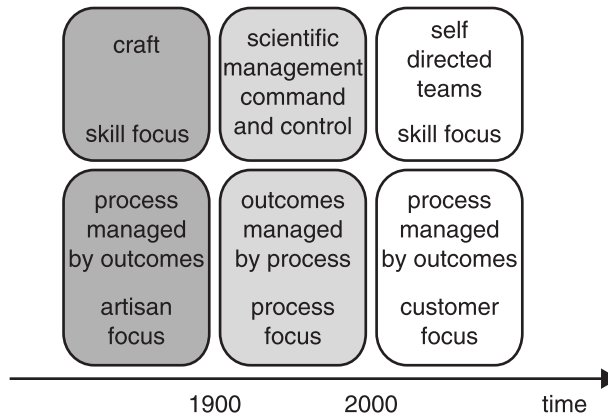 craft
skill focus
scientific
management
command
and control
self
directed
teams
skill focus
process
managed
by outcomes
artisan
focus
outcomes
managed
by process
process
focus
process
managed
by outcomes
customer
focus
1900
2000
time